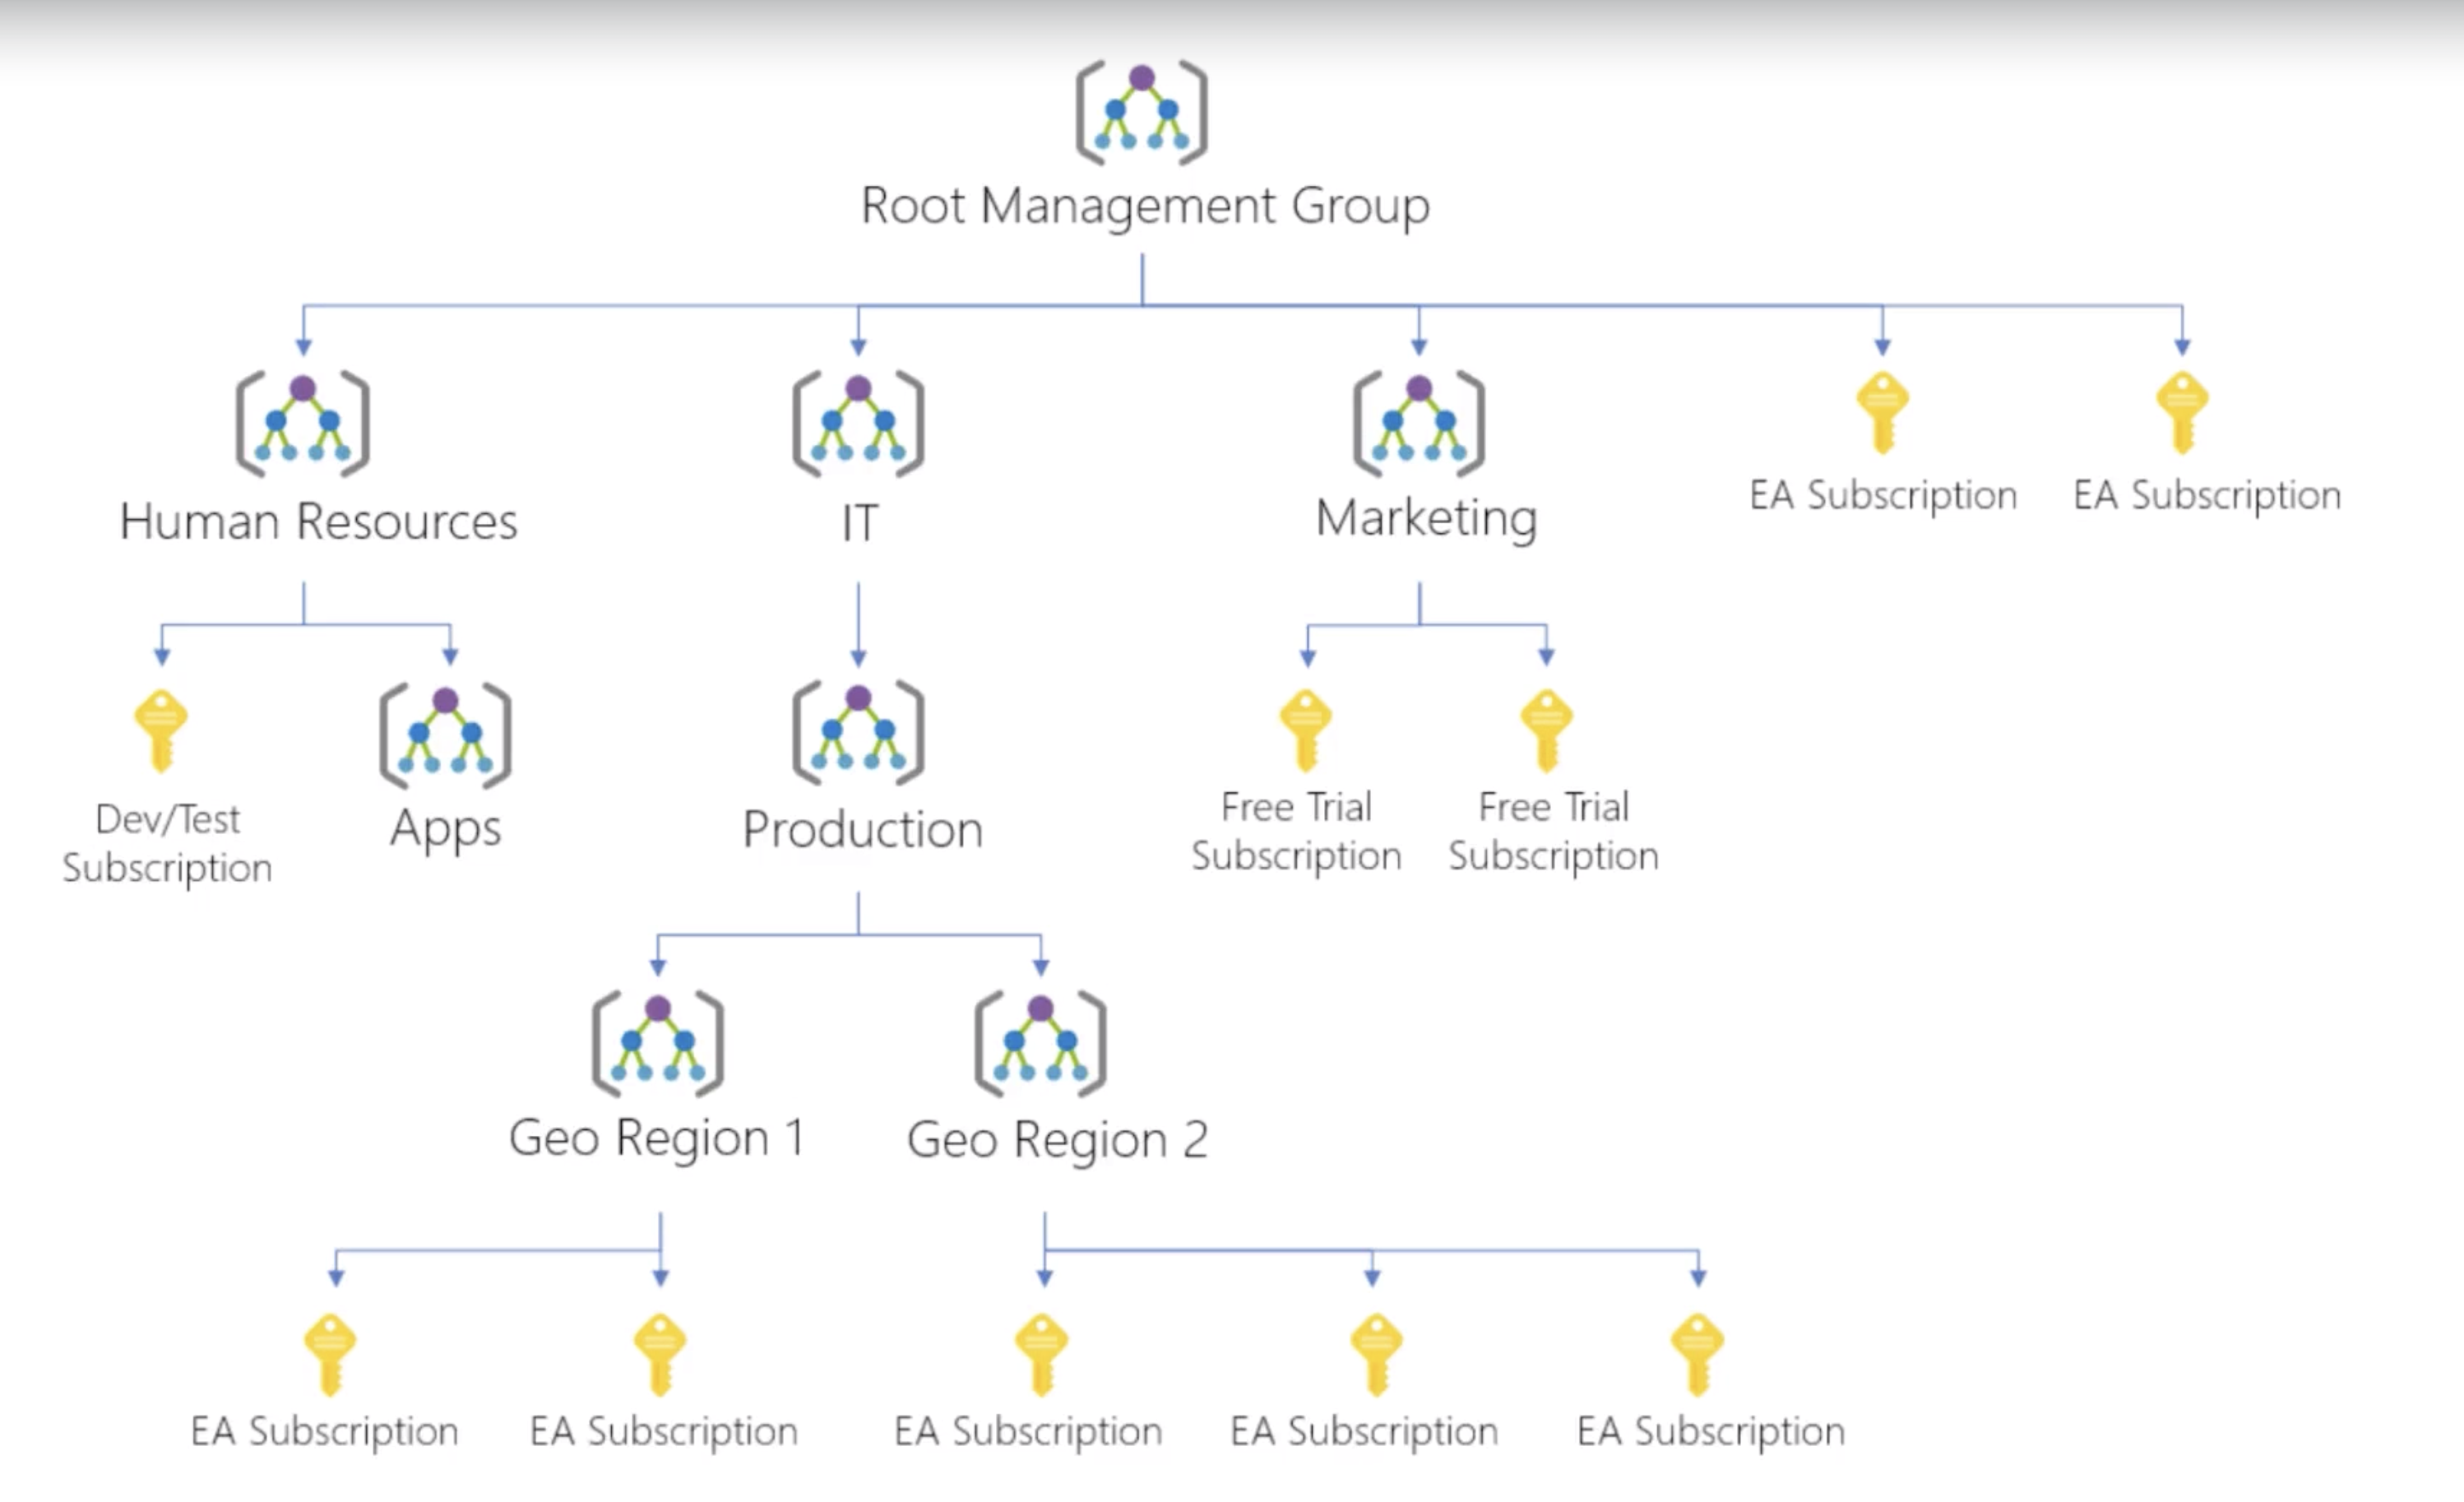 Root Management Group
Human Resources
IT
Marketing
EA Subscription
EA Subscription
Dev/Test
Subscription
Apps
Production
Free Trial
Subscription
Free Trial
Subscription
Geo Region 1
Geo Region 2
EA Subscription
EA Subscription
EA Subscription
EA Subscription
EA Subscription